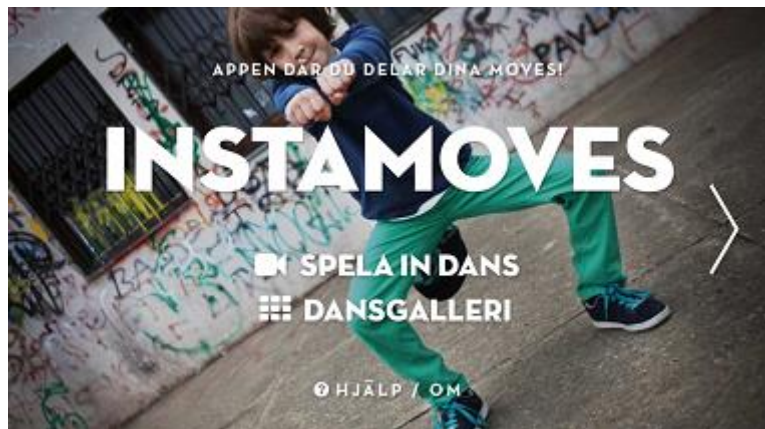 APPEN DÄR DU DELAR DINA MOVES!
INSTAMOVES
SPELA IN DANS
DANSGALLERI
? HJÄLP / OM